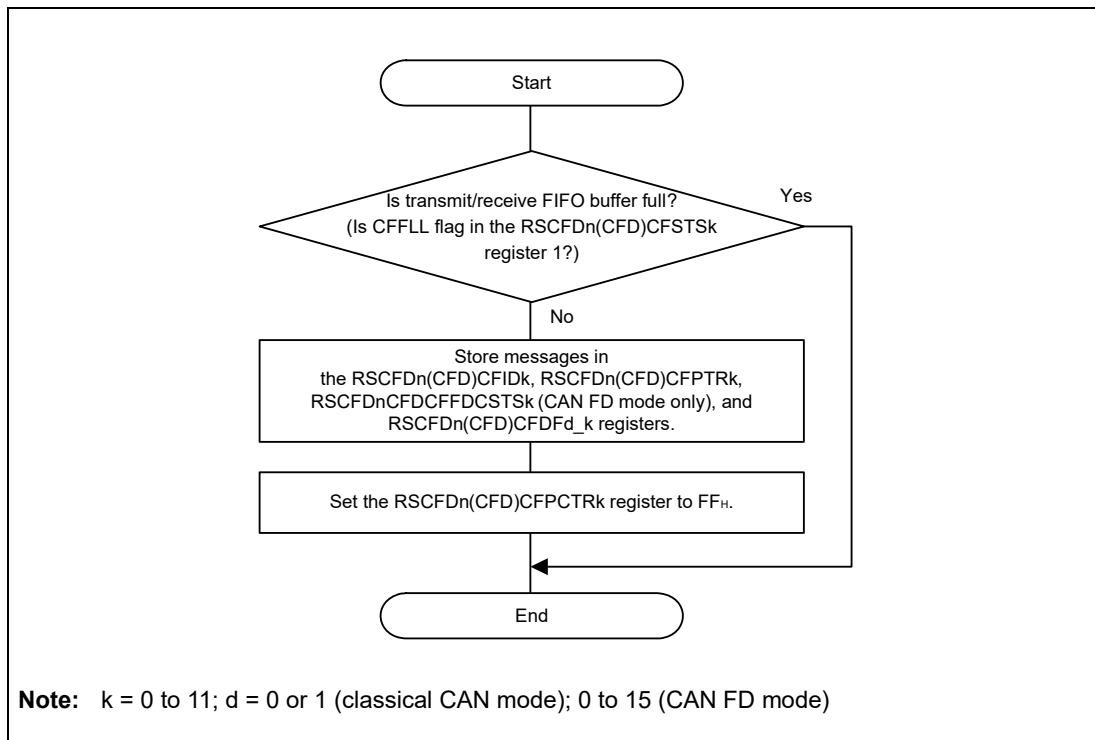 Start
Is transmit/receive FIFO buffer full?
Yes
(Is CFFLL flag in the RSCFDn(CFD)CFSTSk
register 1?)
No
Store messages in
the RSCFDn(CFD)CFIDk, RSCFDn(CFD)CFPTRk,
RSCFDnCFDCFFDCSTSk (CAN FD mode only), and
RSCFDn(CFD)CFDFd_k registers.
Set the RSCFDn(CFD)CFPCTRk register to FFH.
End
Note: k = 0 to 11; d = 0 or 1 (classical CAN mode); 0 to 15 (CAN FD mode)